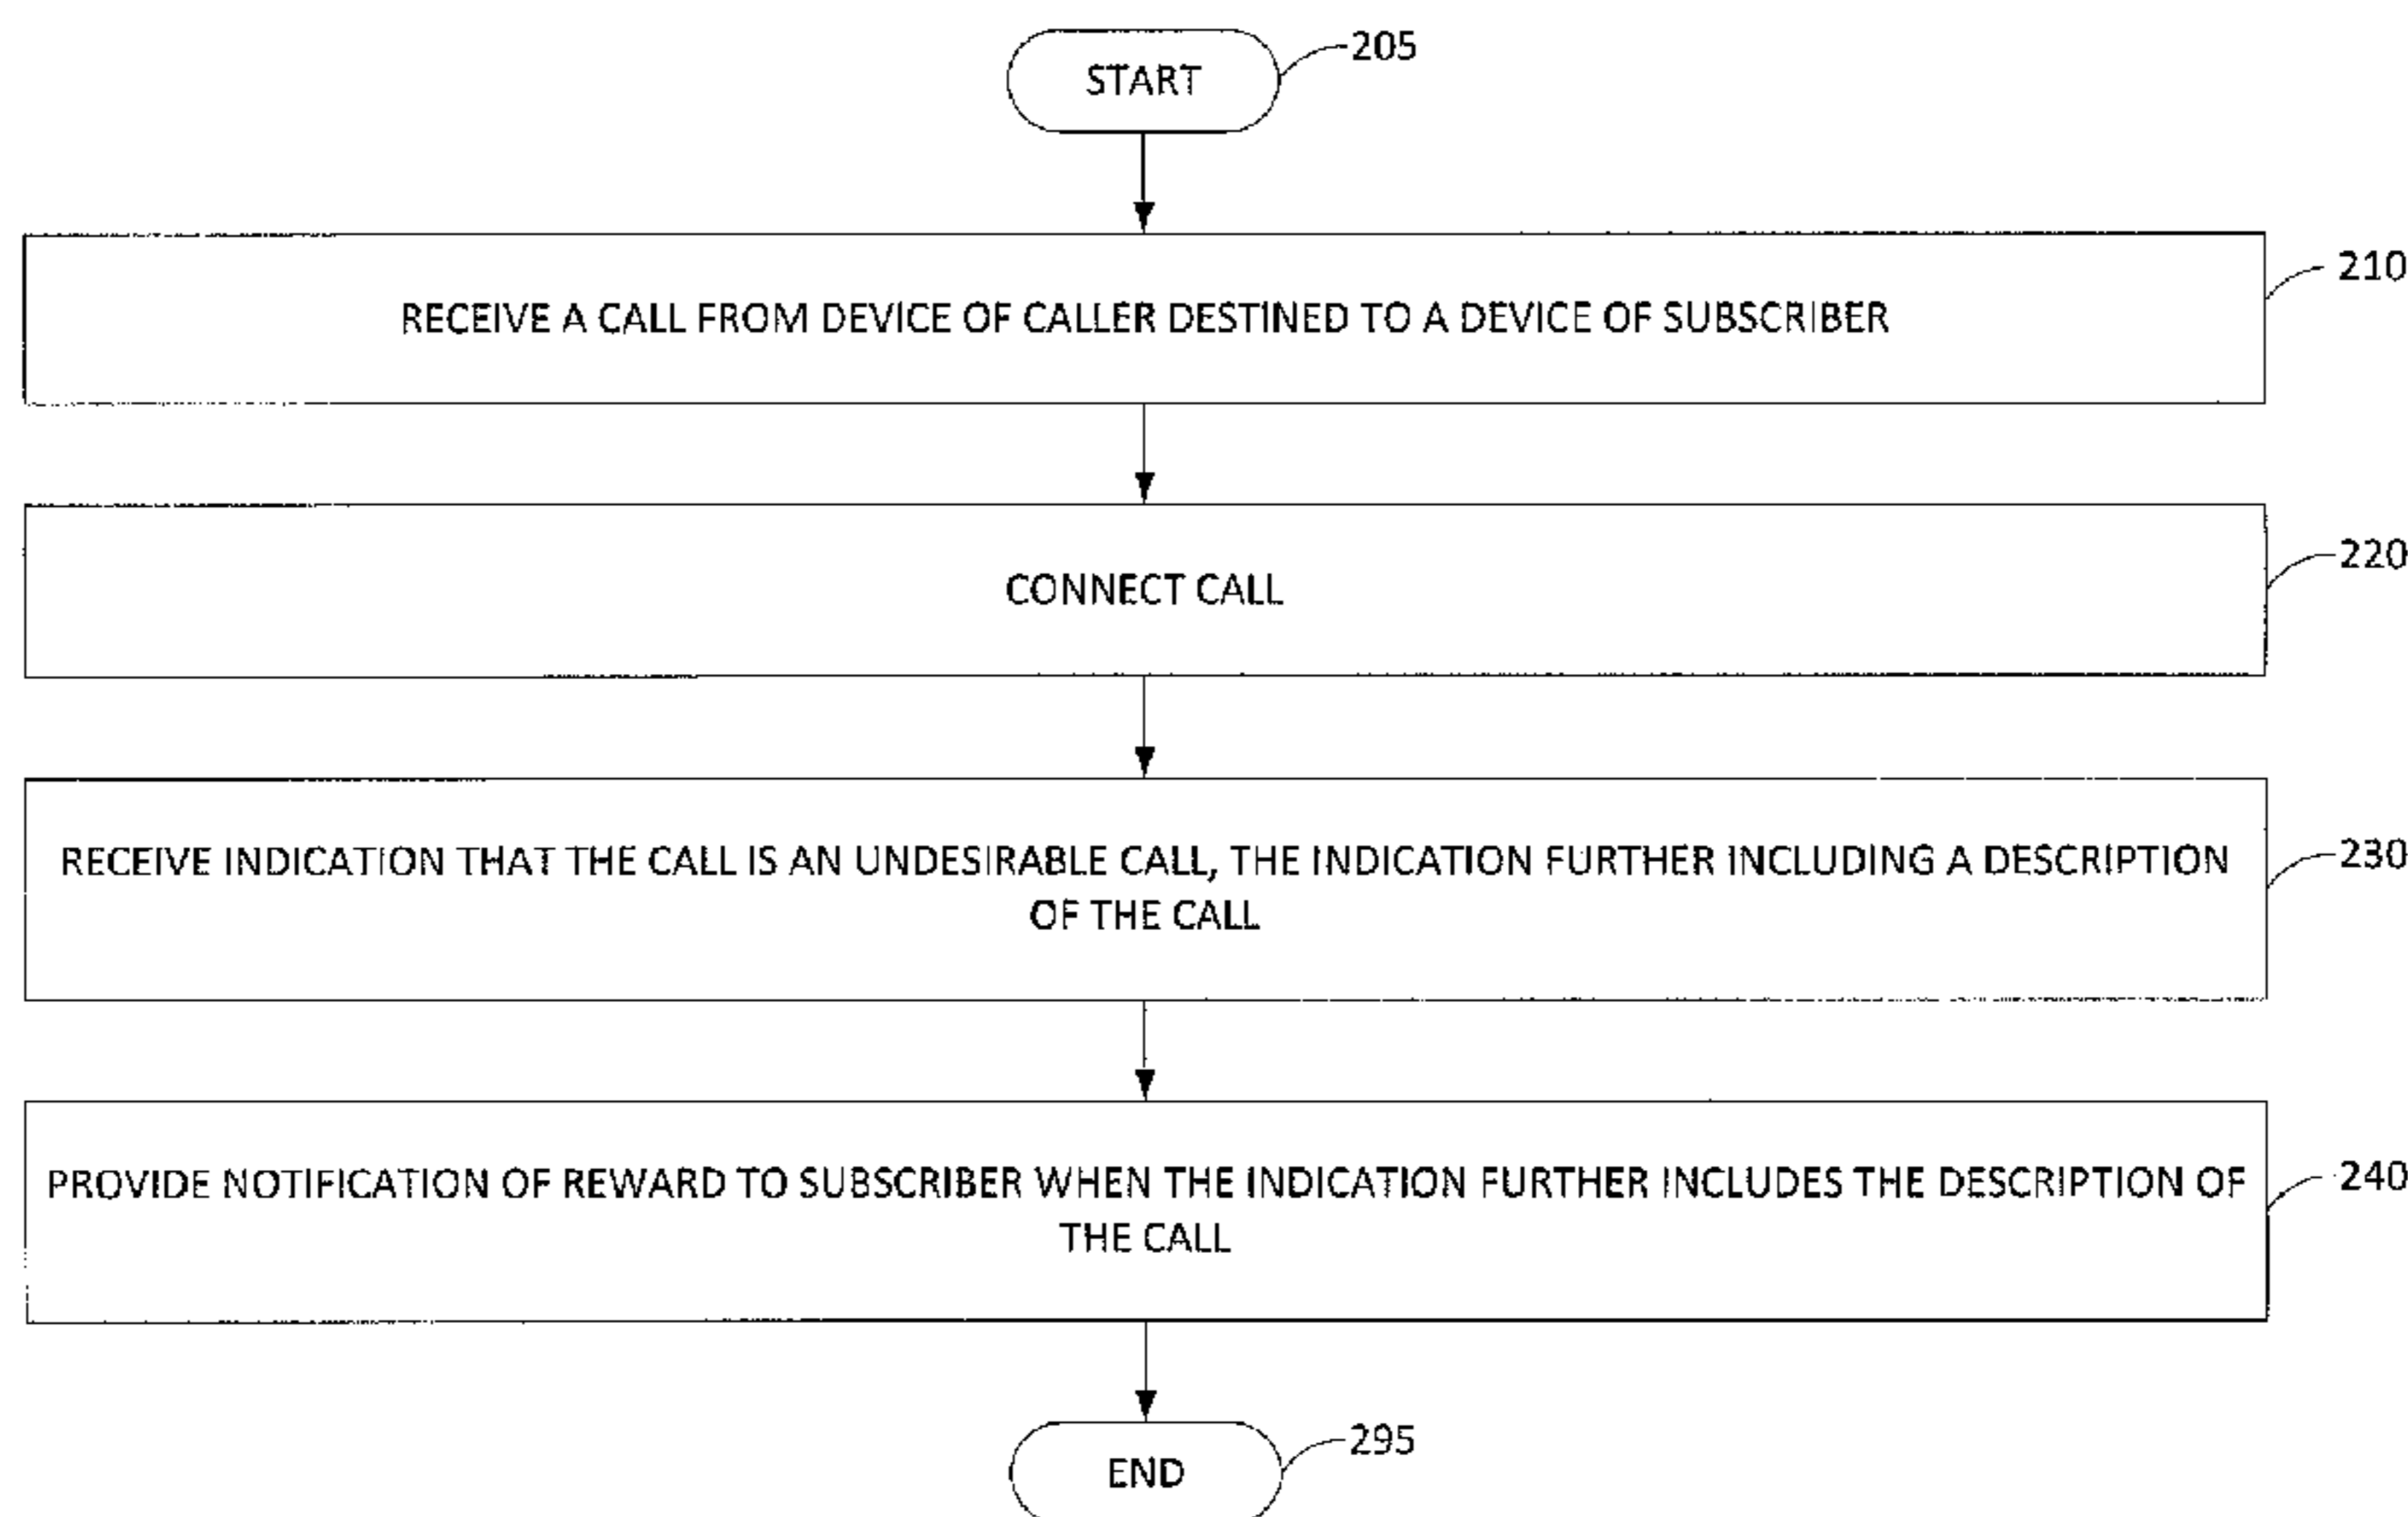 START
205
RECEIVE A CALL FROM DEVICE OF CALLER DESTINED TO A DEVICE OF SUBSCRIBER
210
CONNECT CALL
220
RECEIVE INDICATION THAT THE CALL IS AN UNDESIRABLE CALL, THE INDICATION FURTHER INCLUDING A DESCRIPTION
OF THE CALL
230
PROVIDE NOTIFICATION OF REWARD TO SUBSCRIBER WHEN THE INDICATION FURTHER INCLUDES THE DESCRIPTION OF
THE CALL
240
END
295